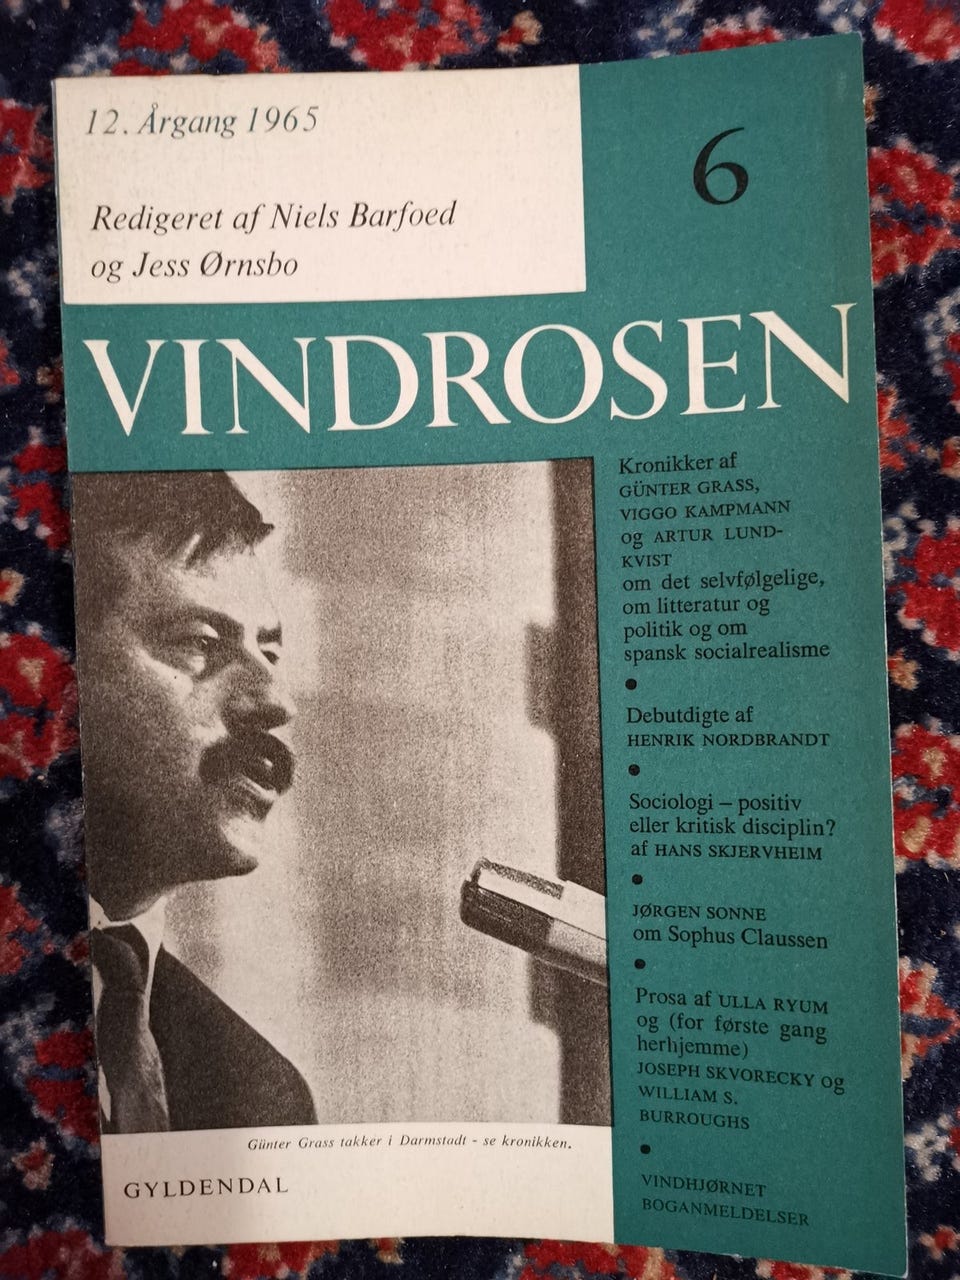 12. Årgang 1965
6
Redigeret af Niels Barfoed
og Jess Ørnsbo
VINDROSEN
Kronikker af
GÜNTER GRASS,
VIGGO KAMPMANN
og ARTUR LUND-
KVIST
om det selvfølgelige,
om litteratur og
politik og om
spansk socialrealisme
Debutdigte af
HENRIK NORDBRANDT
Sociologi – positiv
eller kritisk disciplin?
af HANS SKJERVHEIM
JØRGEN SONNE
om Sophus Claussen
Prosa af ULLA RYUM
og (for første gang
herhjemme)
JOSEPH SKVORECKY og
WILLIAM S.
BURROUGHS
VINDHJØRNET
BOGANMELDELSER
Günter Grass takker i Darmstadt - se kronikken.
GYLDENDAL